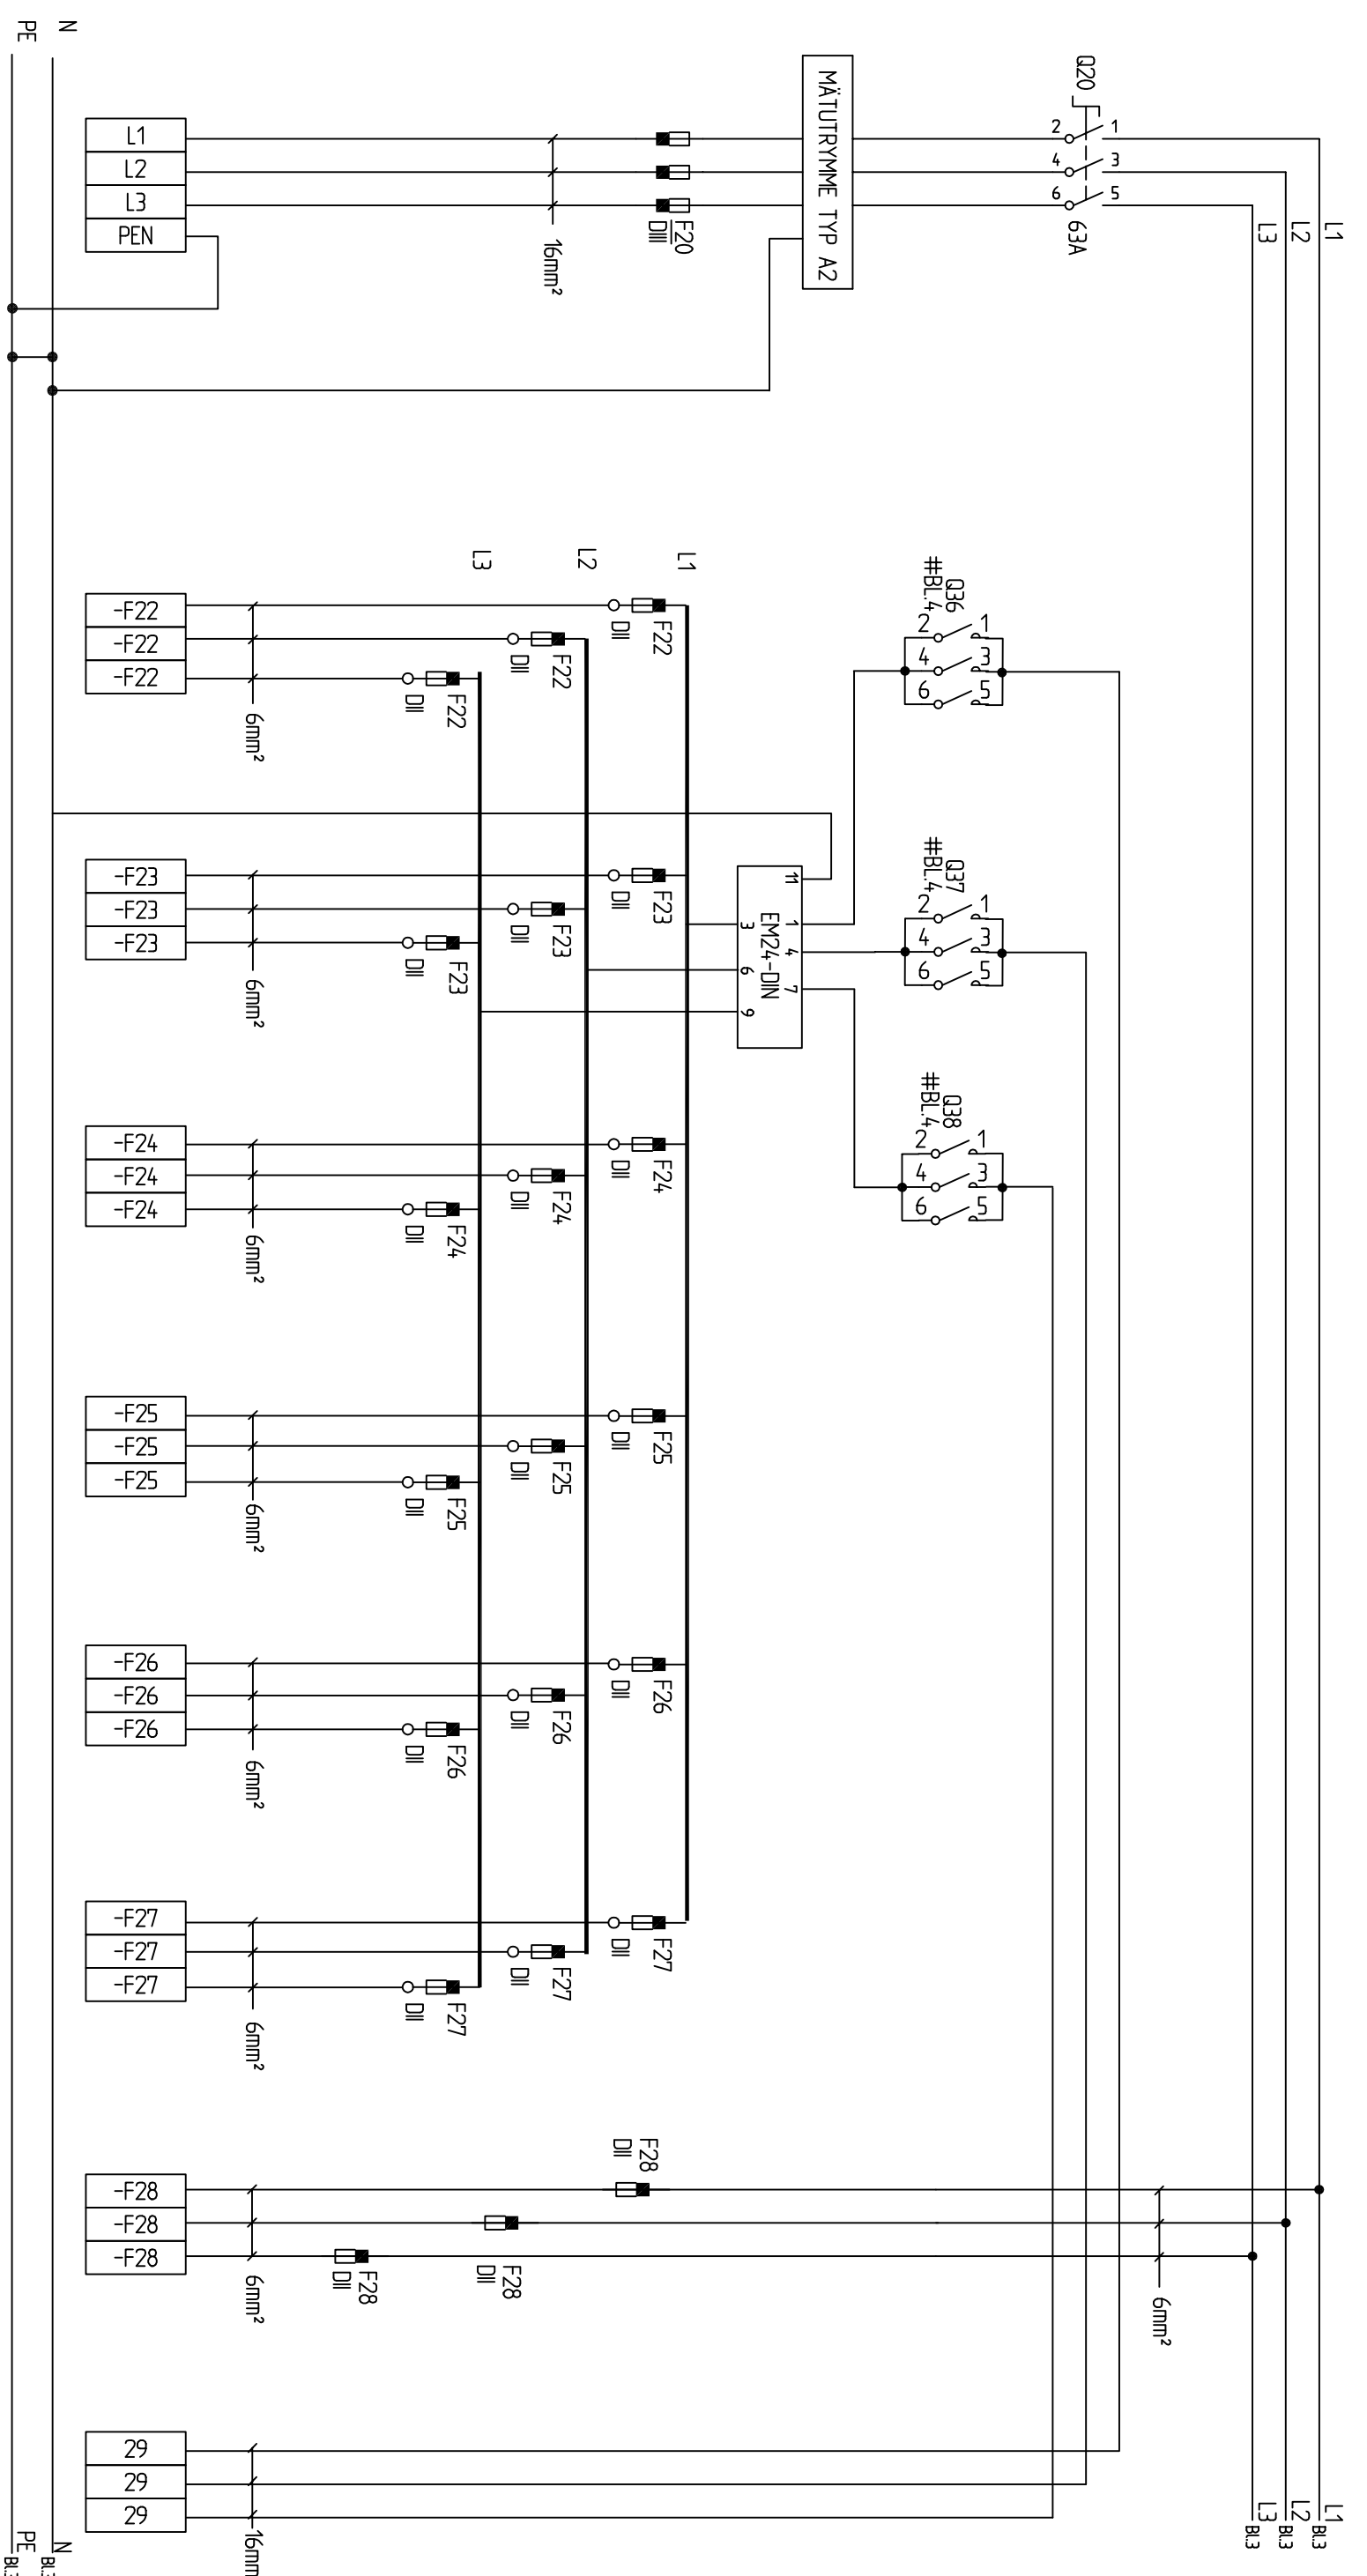 N
PE
L1
L2
L3
PEN
16mm²
F20
DIII
MÄTUTRYMME TYP A2
Q20
1
2
3
4
5
6
63A
L1
L2
L3
L1
L2
L3
-F22
-F22
-F22
6mm²
F22
DII
F22
DII
F22
DII
Q36
#BL.4
1
2
3
4
5
6
-F23
-F23
-F23
6mm²
F23
DII
F23
DII
F23
DII
11
1
4
7
EM24-DIN
3
6
9
Q37
#BL.4
1
2
3
4
5
6
-F24
-F24
-F24
6mm²
F24
DII
F24
DII
F24
DII
Q38
#BL.4
1
2
3
4
5
6
-F25
-F25
-F25
6mm²
F25
DII
F25
DII
F25
DII
-F26
-F26
-F26
6mm²
F26
DII
F26
DII
F26
DII
-F27
-F27
-F27
6mm²
F27
DII
F27
DII
F27
DII
-F28
-F28
-F28
6mm²
F28
DII
F28
DII
F28
DII
6mm²
29
29
29
16mm
L1 Bl.3
L2 Bl.3
L3 Bl.3
N
PE